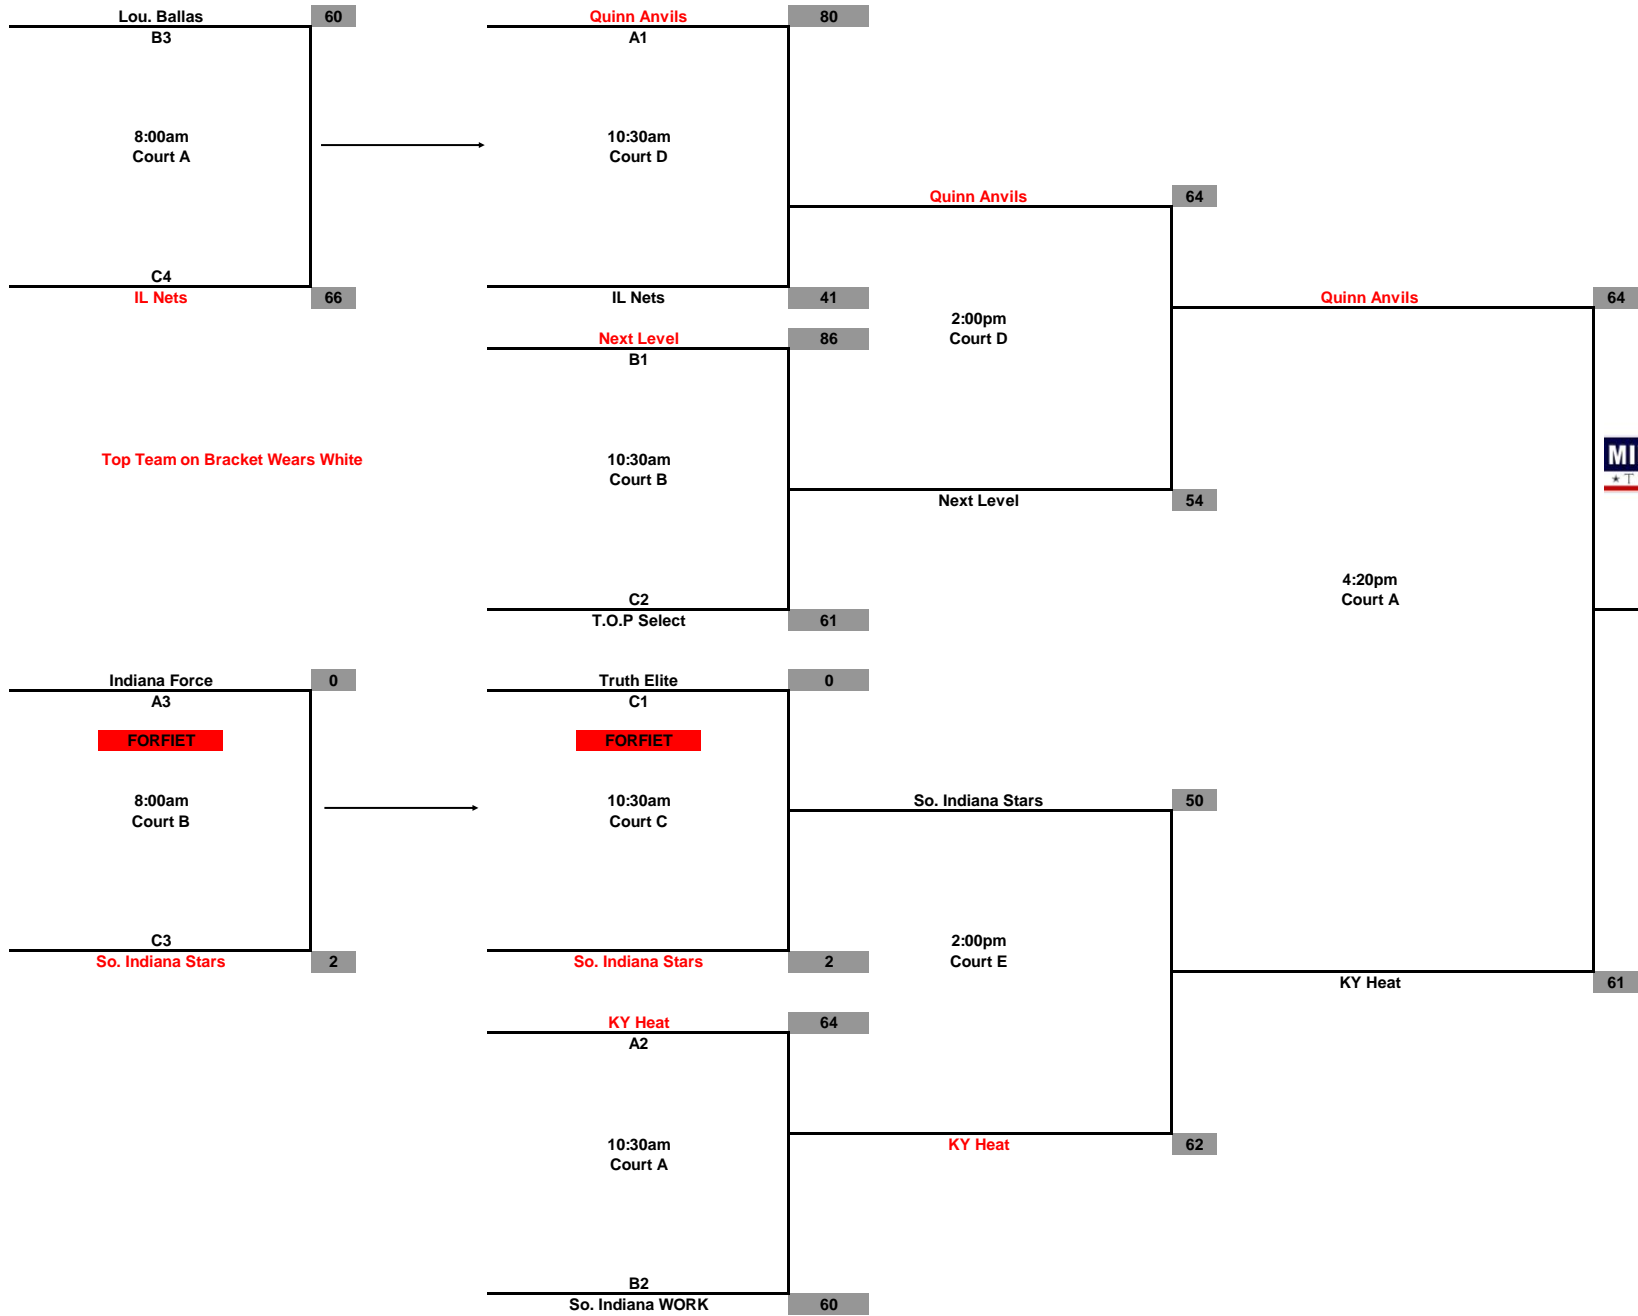 Lou. Ballas 60
B3
8:00am
Court A
C4
IL Nets 66
Quinn Anvils 80
A1
10:30am
Court D
IL Nets 41
Next Level 86
B1
10:30am
Court B
C2
T.O.P Select 61
Quinn Anvils 64
2:00pm
Court D
Next Level 54
Top Team on Bracket Wears White
Quinn Anvils 64
MI
T
4:20pm
Court A
KY Heat 61
Indiana Force 0
A3
FORFIET
8:00am
Court B
C3
So. Indiana Stars 2
Truth Elite 0
C1
FORFIET
10:30am
Court C
So. Indiana Stars 2
So. Indiana Stars 50
2:00pm
Court E
KY Heat 62
KY Heat 64
A2
10:30am
Court A
B2
So. Indiana WORK 60